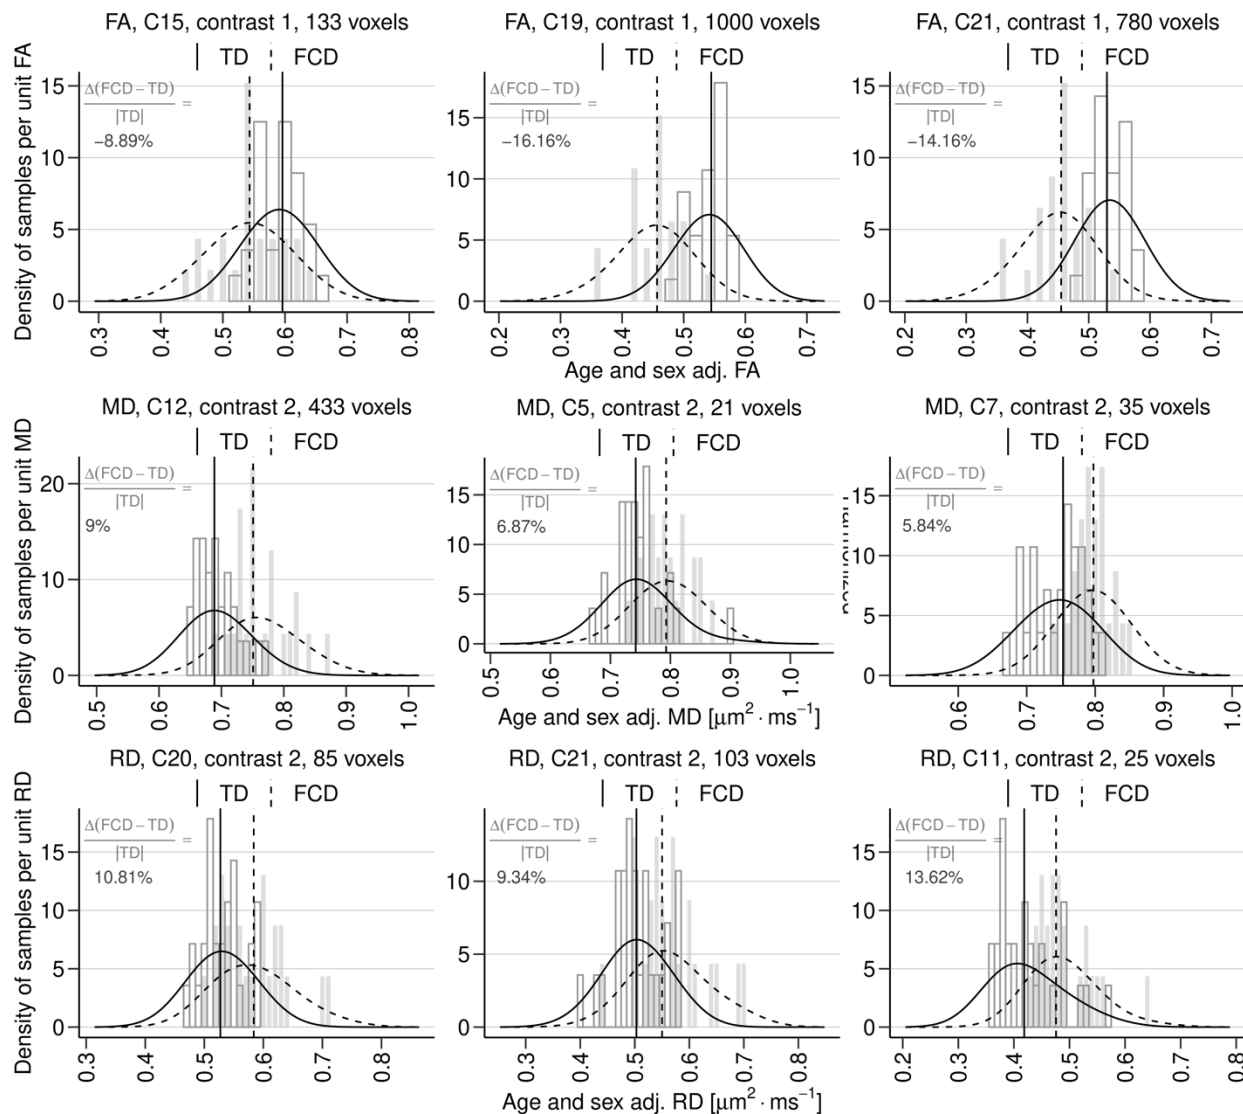 FA, C15, contrast 1, 133 voxels
TD FCD
Density of samples per unit FA
Δ(FCD − TD)
|TD|
=
−8.89%
15
10
5
0
0.3 0.4 0.5 0.6 0.7 0.8
FA, C19, contrast 1, 1000 voxels
TD FCD
Δ(FCD − TD)
|TD|
=
−16.16%
15
10
5
0
0.2 0.3 0.4 0.5 0.6 0.7
Age and sex adj. FA
FA, C21, contrast 1, 780 voxels
TD FCD
Δ(FCD − TD)
|TD|
=
−14.16%
15
10
5
0
0.2 0.3 0.4 0.5 0.6 0.7
MD, C12, contrast 2, 433 voxels
TD FCD
Density of samples per unit MD
Δ(FCD − TD)
|TD|
=
9%
20
10
0
0.5 0.6 0.7 0.8 0.9 1.0
MD, C5, contrast 2, 21 voxels
TD FCD
Δ(FCD − TD)
|TD|
=
6.87%
15
10
5
0
0.5 0.6 0.7 0.8 0.9 1.0
Age and sex adj. MD [μm² · ms⁻¹]
MD, C7, contrast 2, 35 voxels
TD FCD
Δ(FCD − TD)
|TD|
=
5.84%
15
10
5
0
0.6 0.7 0.8 0.9 1.0
RD, C20, contrast 2, 85 voxels
TD FCD
Density of samples per unit RD
Δ(FCD − TD)
|TD|
=
10.81%
15
10
5
0
0.3 0.4 0.5 0.6 0.7 0.8
RD, C21, contrast 2, 103 voxels
TD FCD
Δ(FCD − TD)
|TD|
=
9.34%
10
5
0
0.3 0.4 0.5 0.6 0.7 0.8
Age and sex adj. RD [μm² · ms⁻¹]
RD, C11, contrast 2, 25 voxels
TD FCD
Δ(FCD − TD)
|TD|
=
13.62%
15
10
5
0
0.2 0.3 0.4 0.5 0.6 0.7 0.8